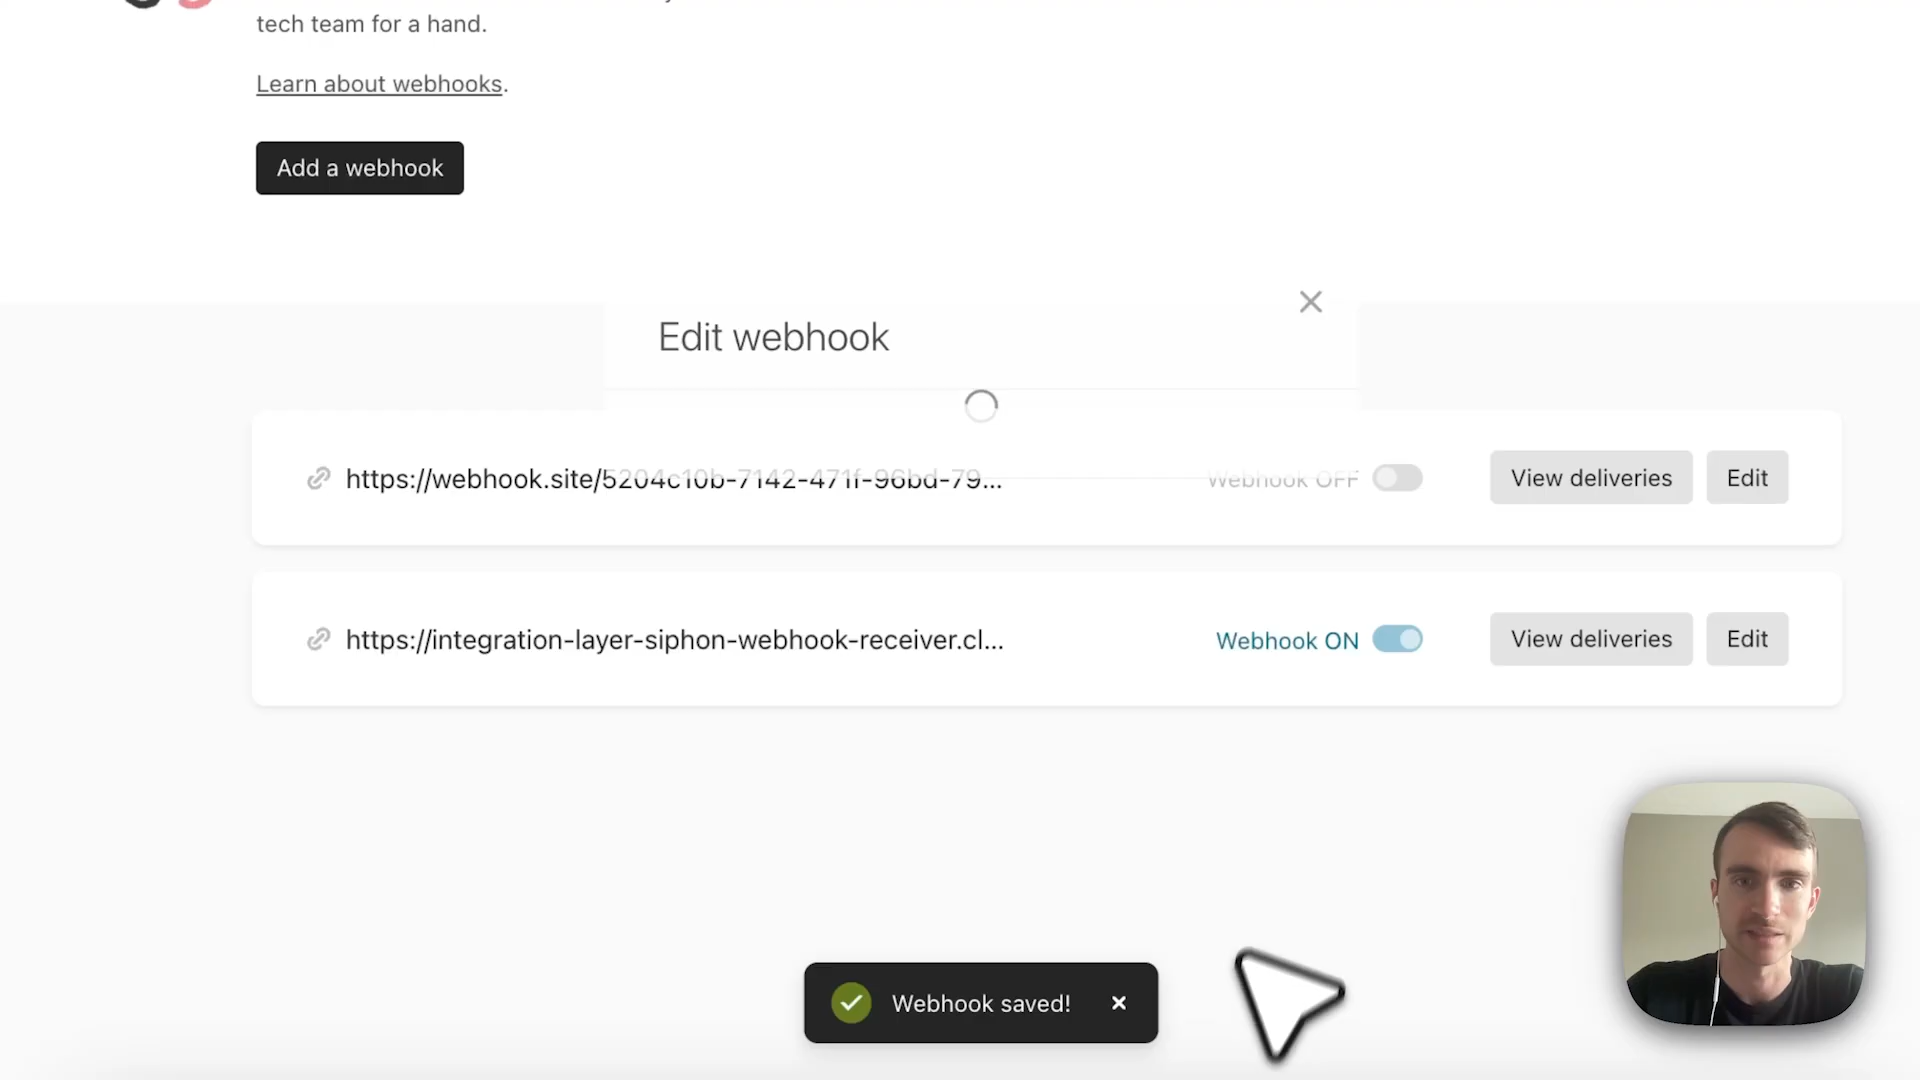 tech team for a hand.
Learn about webhooks.
Add a webhook
Edit webhook
https://webhook.site/5204c10b-7142-471f-96bd-79... Webhook OFF View deliveries Edit
https://integration-layer-siphon-webhook-receiver.cl... Webhook ON View deliveries Edit
Webhook saved!